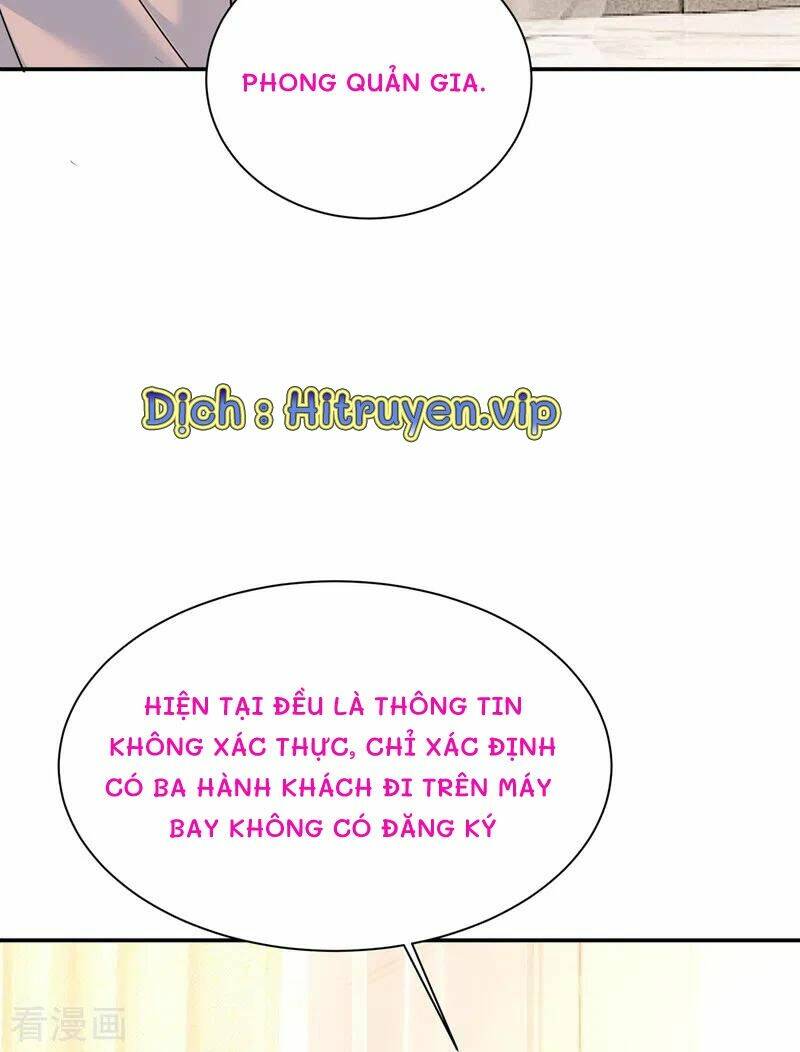 PHONG QUẢN GIA.
Dịch : Hitruyen.vip
HIỆN TẠI ĐỀU LÀ THÔNG TIN
KHÔNG XÁC THỰC, CHỈ XÁC ĐỊNH
CÓ BA HÀNH KHÁCH ĐI TRÊN MÁY
BAY KHÔNG CÓ ĐĂNG KÝ
看漫画